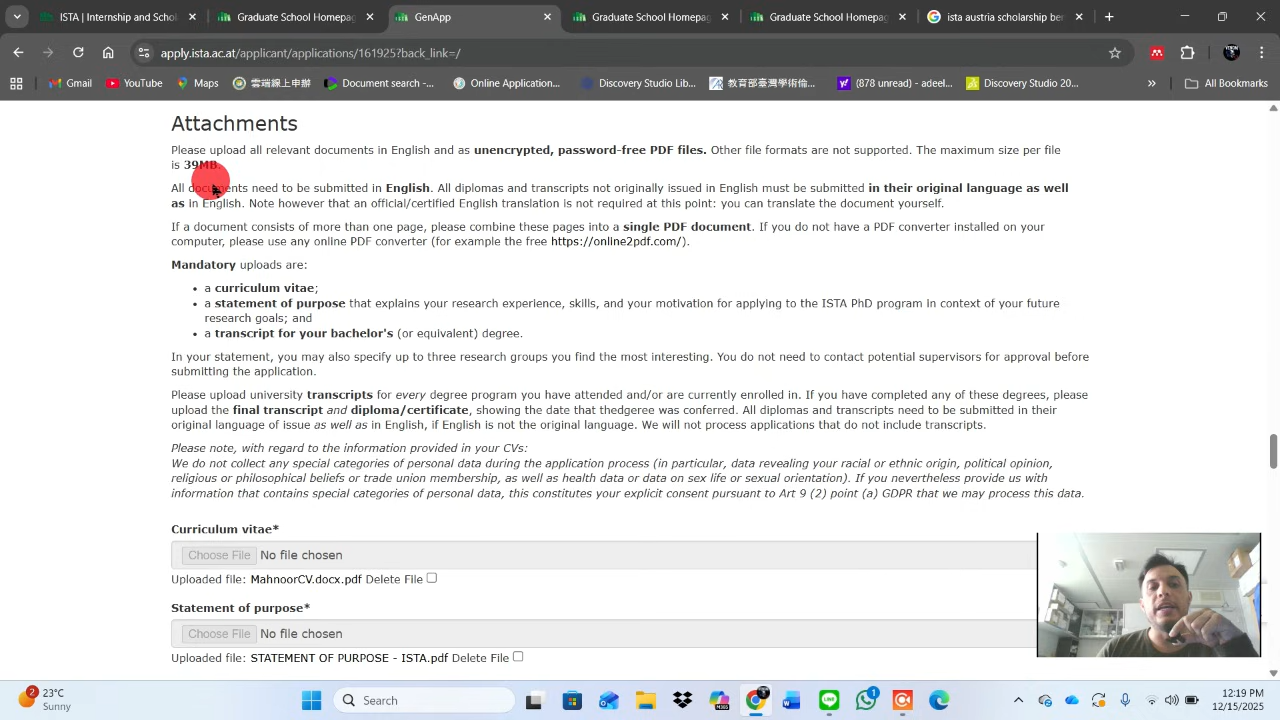 ISTA | Internship and Scho
Graduate School Homepag
GenApp
Graduate School Homepag
Graduate School Homepag
ista austria scholarship be
apply.ista.ac.at/applicant/applications/161925?back_link=/
Gmail
YouTube
Maps
雲端線上申辦
Document search -...
Online Application...
Discovery Studio Lib...
教育部臺灣獎學術倫...
(878 unread) - adeel...
Discovery Studio 20...
All Bookmarks
Attachments
Please upload all relevant documents in English and as unencrypted, password-free PDF files. Other file formats are not supported. The maximum size per file
is 39MB.
All documents need to be submitted in English. All diplomas and transcripts not originally issued in English must be submitted in their original language as well
as in English. Note however that an official/certified English translation is not required at this point: you can translate the document yourself.
If a document consists of more than one page, please combine these pages into a single PDF document. If you do not have a PDF converter installed on your
computer, please use any online PDF converter (for example the free https://online2pdf.com/).
Mandatory uploads are:
• a curriculum vitae;
• a statement of purpose that explains your research experience, skills, and your motivation for applying to the ISTA PhD program in context of your future
research goals; and
• a transcript for your bachelor's (or equivalent) degree.
In your statement, you may also specify up to three research groups you find the most interesting. You do not need to contact potential supervisors for approval before
submitting the application.
Please upload university transcripts for every degree program you have attended and/or are currently enrolled in. If you have completed any of these degrees, please
upload the final transcript and diploma/certificate, showing the date that thedgeree was conferred. All diplomas and transcripts need to be submitted in their
original language of issue as well as in English, if English is not the original language. We will not process applications that do not include transcripts.
Please note, with regard to the information provided in your CVs:
We do not collect any special categories of personal data during the application process (in particular, data revealing your racial or ethnic origin, political opinion,
religious or philosophical beliefs or trade union membership, as well as health data or data on sex life or sexual orientation). If you nevertheless provide us with
information that contains special categories of personal data, this constitutes your explicit consent pursuant to Art 9 (2) point (a) GDPR that we may process this data.
Curriculum vitae*
Choose File No file chosen
Uploaded file: MahnoorCV.docx.pdf Delete File
Statement of purpose*
Choose File No file chosen
Uploaded file: STATEMENT OF PURPOSE - ISTA.pdf Delete File
2
23°C
Sunny
Search
1
12:19 PM
12/15/2025